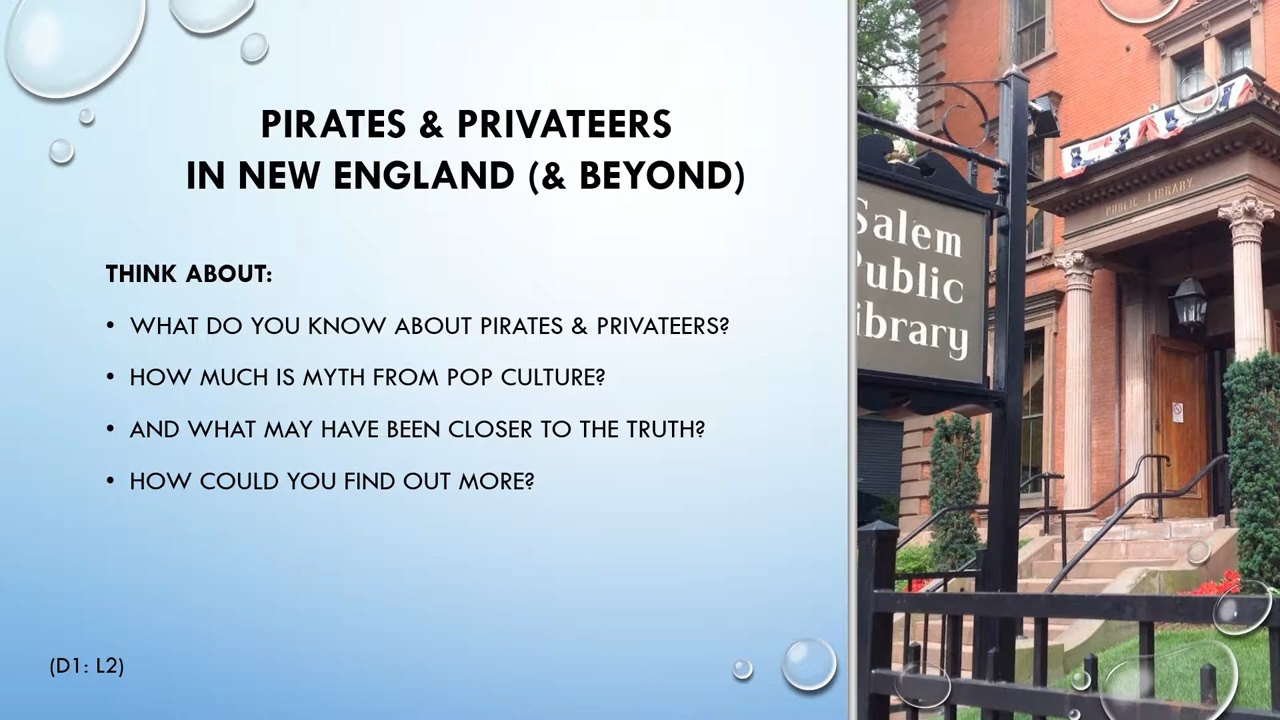 PIRATES & PRIVATEERS
IN NEW ENGLAND (& BEYOND)
THINK ABOUT:
• WHAT DO YOU KNOW ABOUT PIRATES & PRIVATEERS?
• HOW MUCH IS MYTH FROM POP CULTURE?
• AND WHAT MAY HAVE BEEN CLOSER TO THE TRUTH?
• HOW COULD YOU FIND OUT MORE?
(D1: L2)
Salem
Public
ibrary
PUBLIC LIBRARY